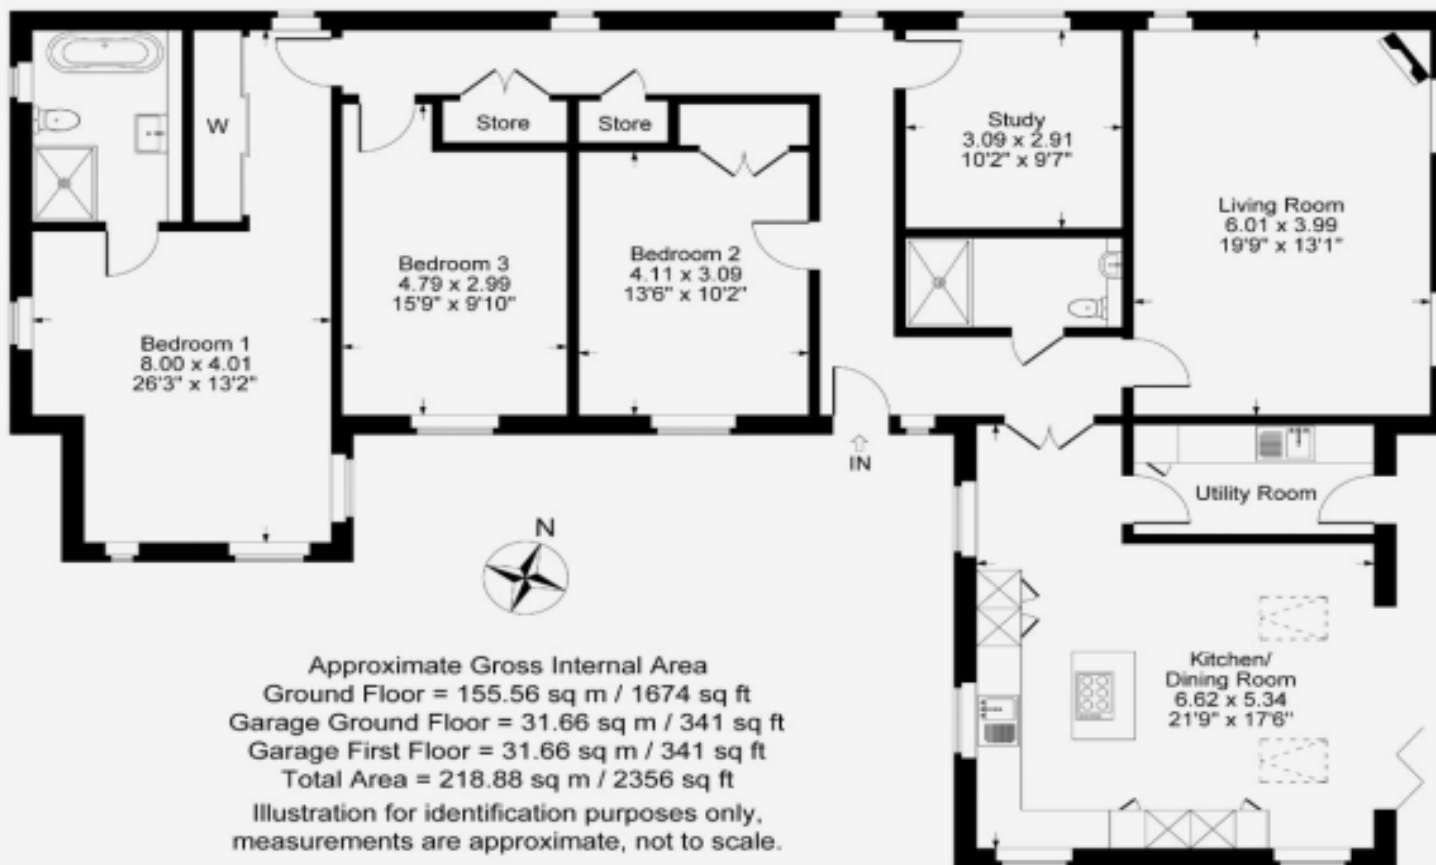 W
Store
Store
Study
3.09 x 2.91
10'2" x 9'7"
Living Room
6.01 x 3.99
19'9" x 13'1"
Bedroom 3
4.79 x 2.99
15'9" x 9'10"
Bedroom 2
4.11 x 3.09
13'6" x 10'2"
Bedroom 1
8.00 x 4.01
26'3" x 13'2"
IN
Utility Room
N
Kitchen/
Dining Room
6.62 x 5.34
21'9" x 17'6"
Approximate Gross Internal Area
Ground Floor = 155.56 sq m / 1674 sq ft
Garage Ground Floor = 31.66 sq m / 341 sq ft
Garage First Floor = 31.66 sq m / 341 sq ft
Total Area = 218.88 sq m / 2356 sq ft
Illustration for identification purposes only,
measurements are approximate, not to scale.